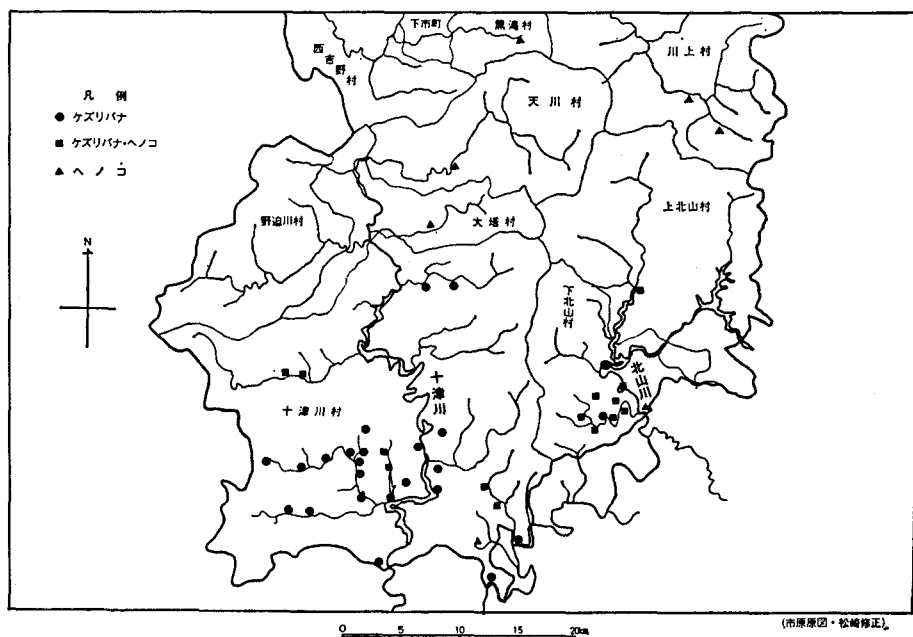 下市町
黒滝村
川上村
西吉野村
天川村
凡 例
● ケズリバナ
■ ケズリバナ・ヘノコ
▲ ヘノコ
野迫川村
大塔村
上北山村
N
下北山村
北山川
十津川
十津川村
(市原原図・松崎修正)
0 5 10 15 20km